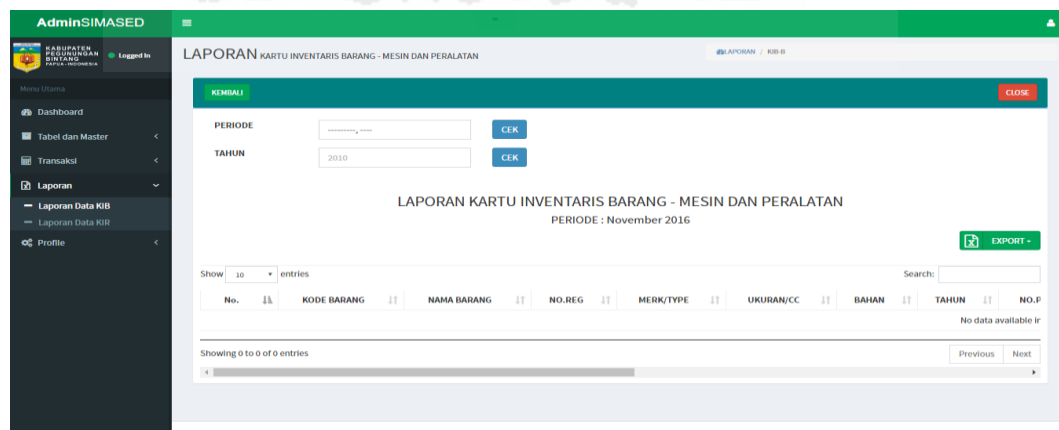 AdminSIMASED
KABUPATEN
PEGUNUNGAN
BINTANG
PAPUA-INDONESIA
Logged In
Menu Utama
Dashboard
Tabel dan Master
Transaksi
Laporan
Laporan Data KIB
Laporan Data KIR
Profile
LAPORAN KARTU INVENTARIS BARANG - MESIN DAN PERALATAN
LAPORAN / KIB-B
KEMBALI CLOSE
PERIODE ---------, ---- CEK
TAHUN 2010 CEK
LAPORAN KARTU INVENTARIS BARANG - MESIN DAN PERALATAN
PERIODE : November 2016
EXPORT
Show 10 entries Search:
No. KODE BARANG NAMA BARANG NO.REG MERK/TYPE UKURAN/CC BAHAN TAHUN NO.P
No data available in
Showing 0 to 0 of 0 entries Previous Next